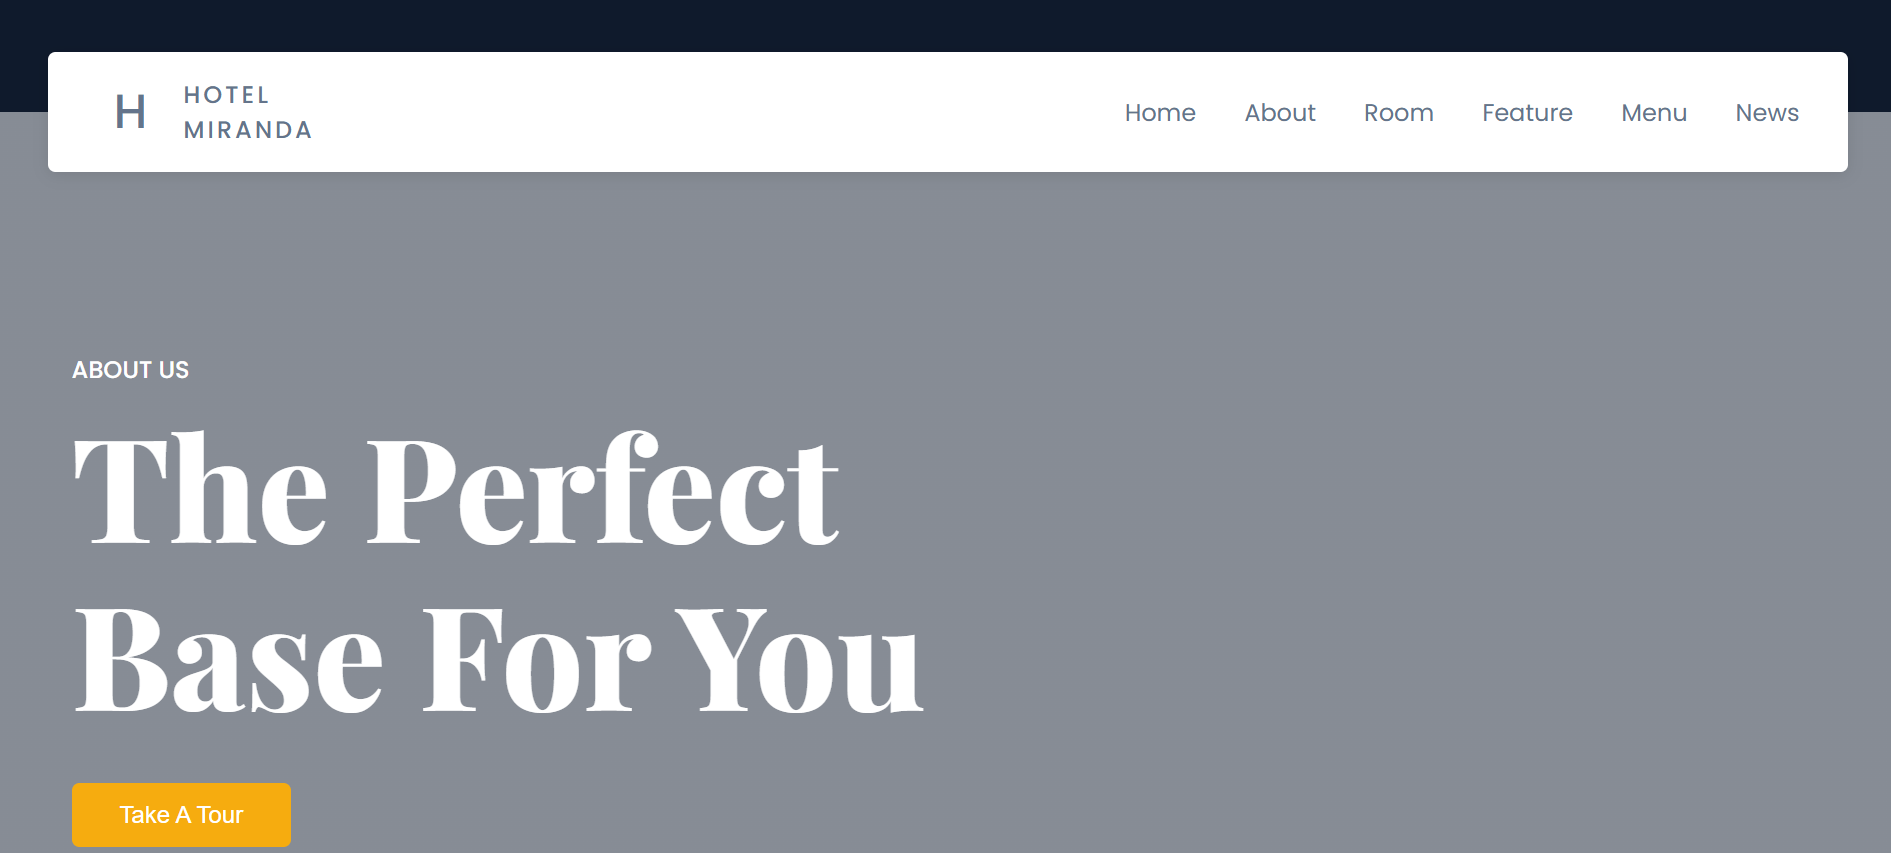 H
HOTEL
MIRANDA
Home About Room Feature Menu News
ABOUT US
The Perfect
Base For You
Take A Tour